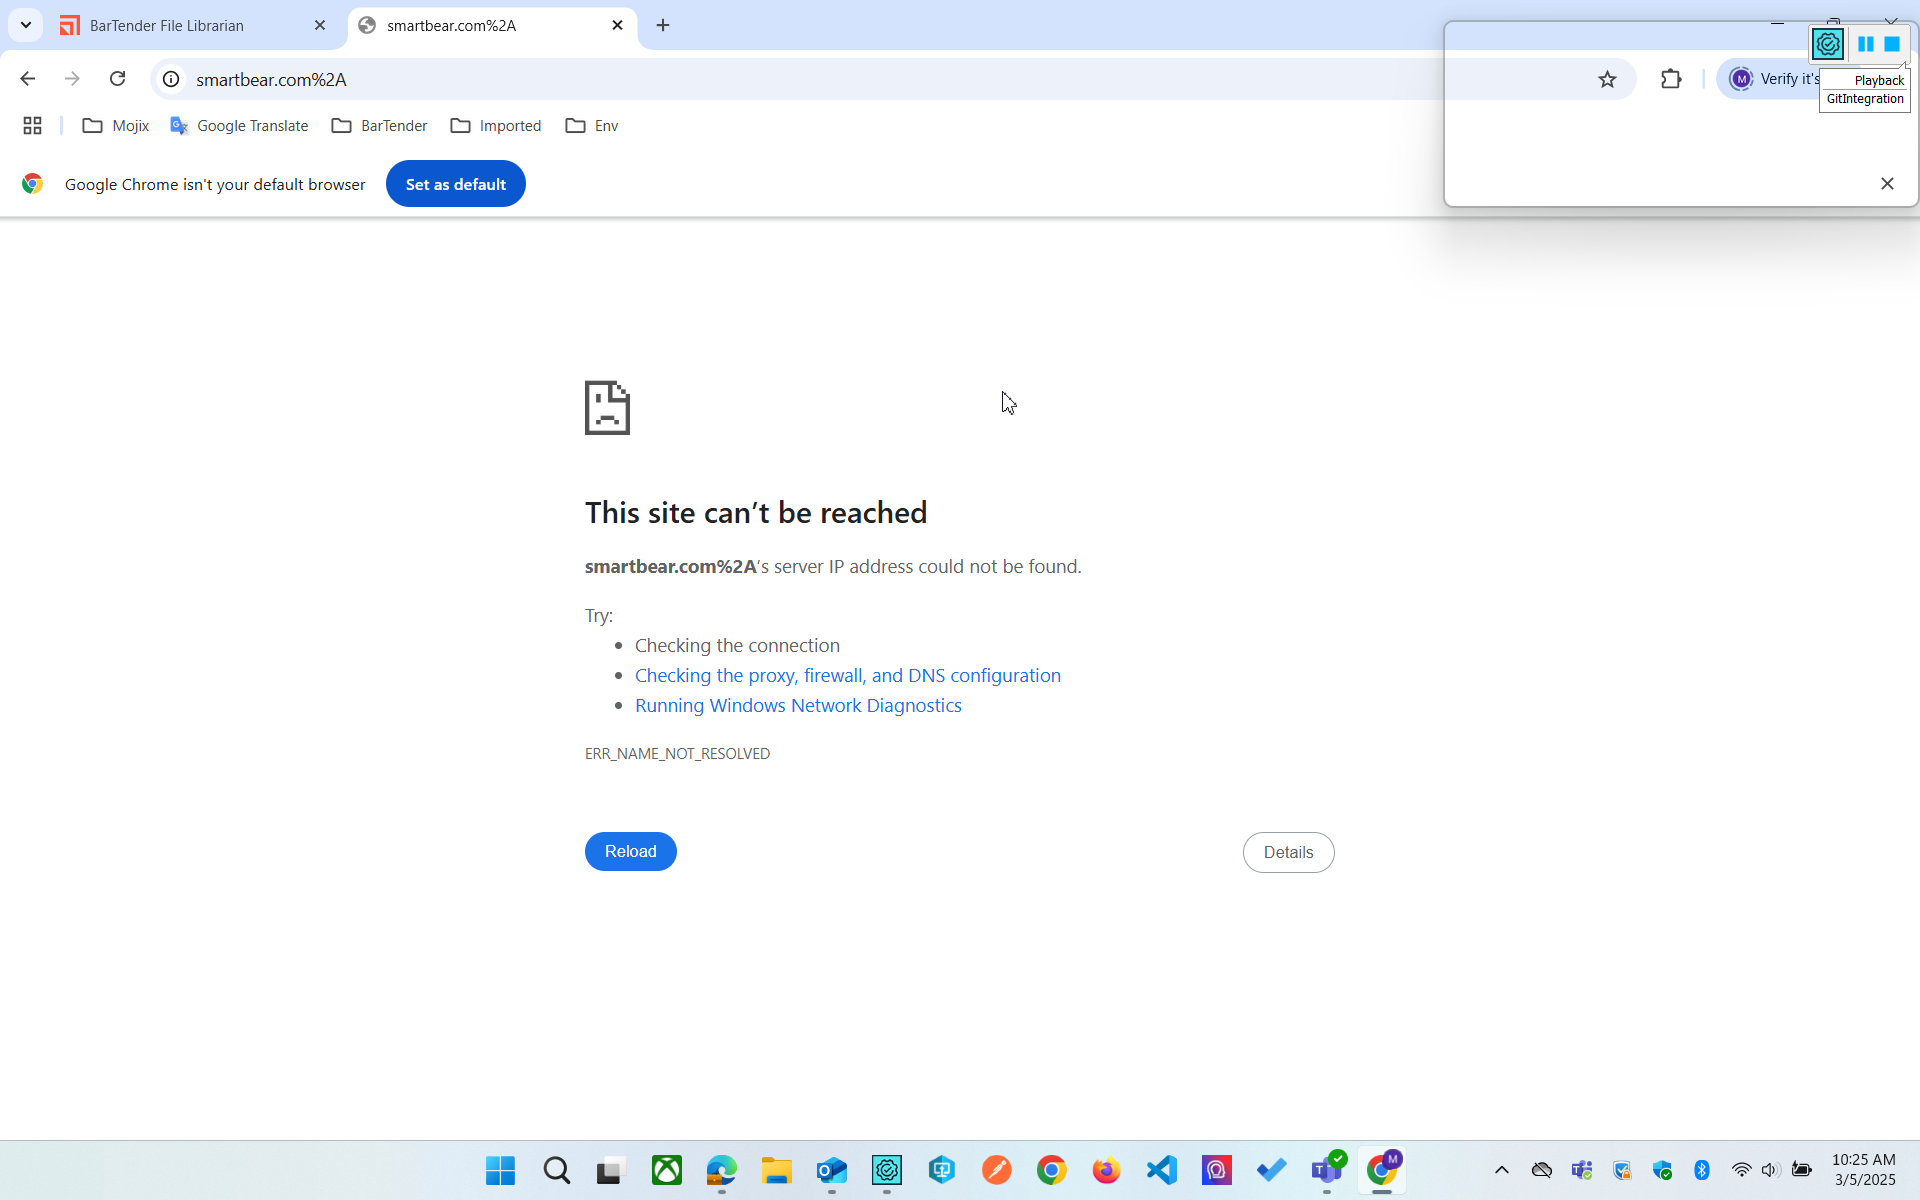 BarTender File Librarian
smartbear.com%2A
smartbear.com%2A
Verify it's
Playback
GitIntegration
Mojix
Google Translate
BarTender
Imported
Env
Google Chrome isn't your default browser
Set as default
This site can’t be reached
smartbear.com%2A's server IP address could not be found.
Try:
• Checking the connection
• Checking the proxy, firewall, and DNS configuration
• Running Windows Network Diagnostics
ERR_NAME_NOT_RESOLVED
Reload
Details
10:25 AM
3/5/2025